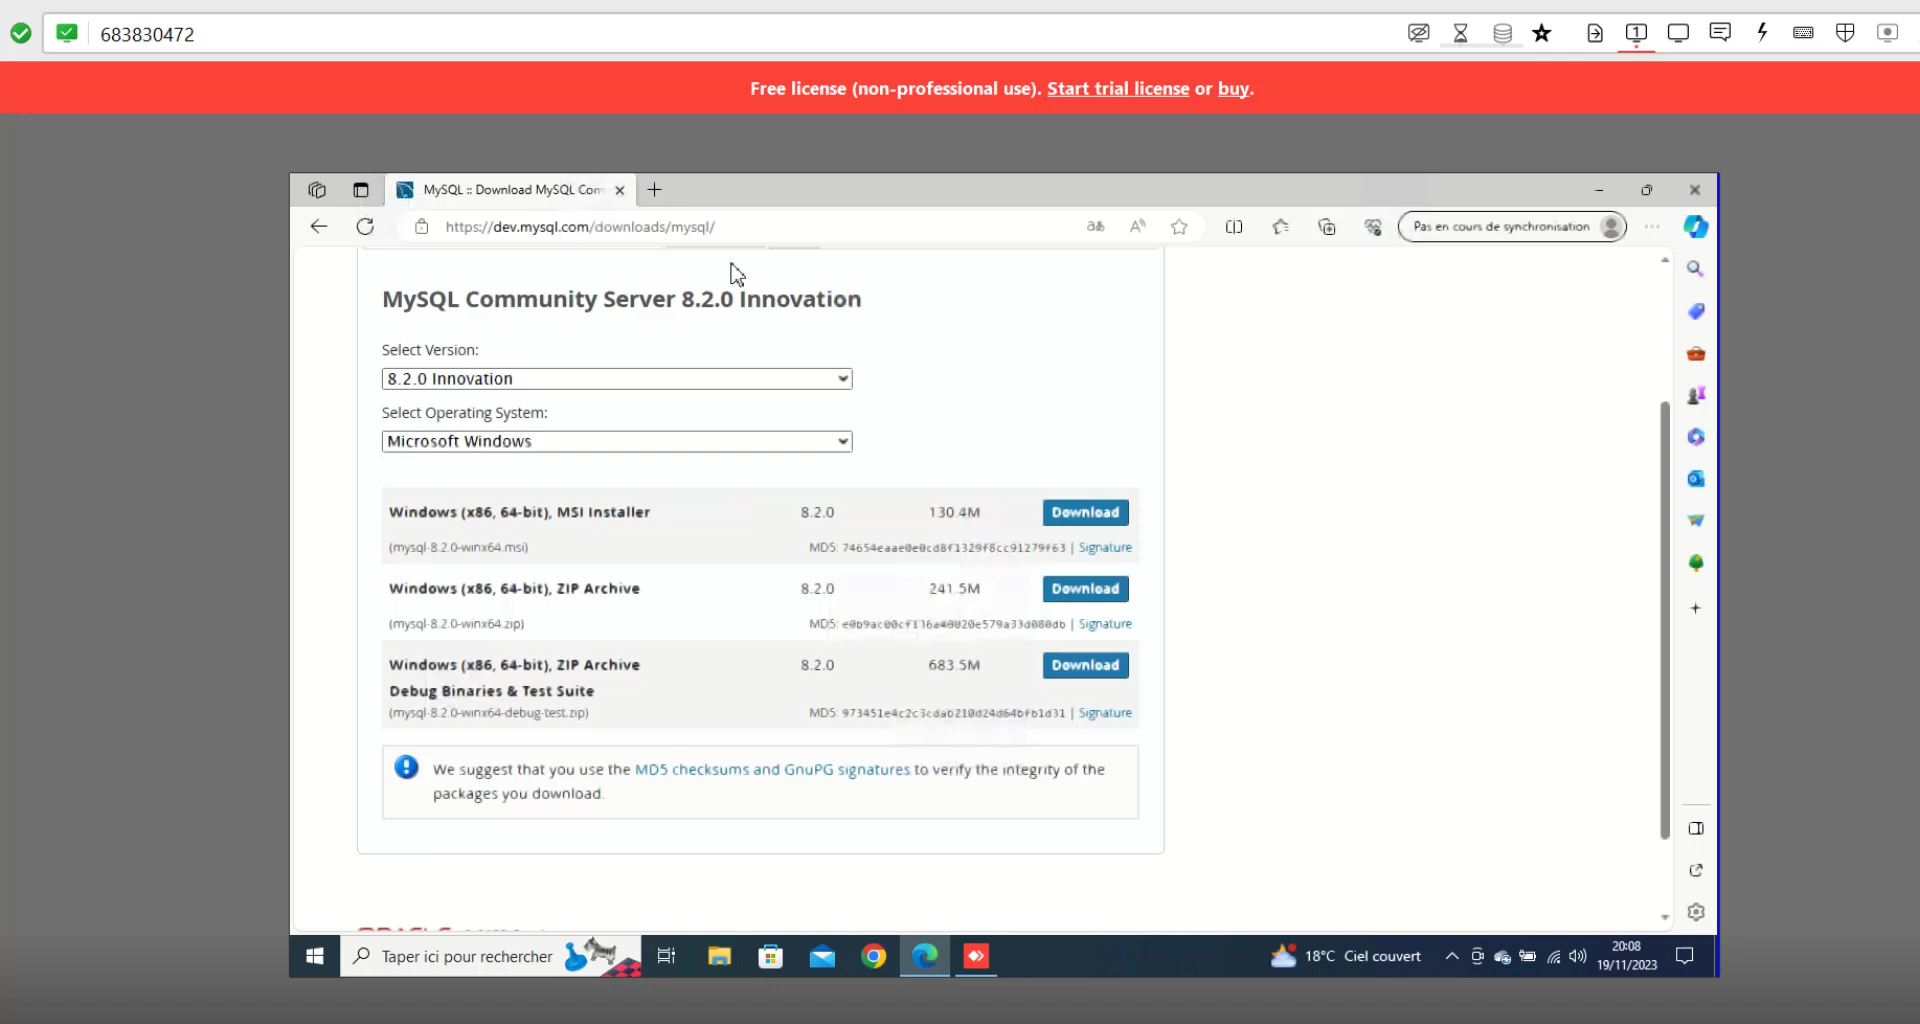 683830472
1
Free license (non-professional use). Start trial license or buy.
MySQL :: Download MySQL Com
https://dev.mysql.com/downloads/mysql/
aあ
A
Pas en cours de synchronisation
MySQL Community Server 8.2.0 Innovation
Select Version:
8.2.0 Innovation
Select Operating System:
Microsoft Windows
Windows (x86, 64-bit), MSI Installer 8.2.0 130.4M Download
(mysql-8.2.0-winx64.msi) MD5: 74654eaae0e0cd8f1329f8cc91279f63 | Signature
Windows (x86, 64-bit), ZIP Archive 8.2.0 241.5M Download
(mysql-8.2.0-winx64.zip) MD5: | Signature
Windows (x86, 64-bit), ZIP Archive 8.2.0 683.5M Download
Debug Binaries & Test Suite
(mysql-8.2.0-winx64-debug-test.zip) MD5: | Signature
We suggest that you use the MD5 checksums and GnuPG signatures to verify the integrity of the
packages you download.
Taper ici pour rechercher
18°C Ciel couvert
20:08
19/11/2023